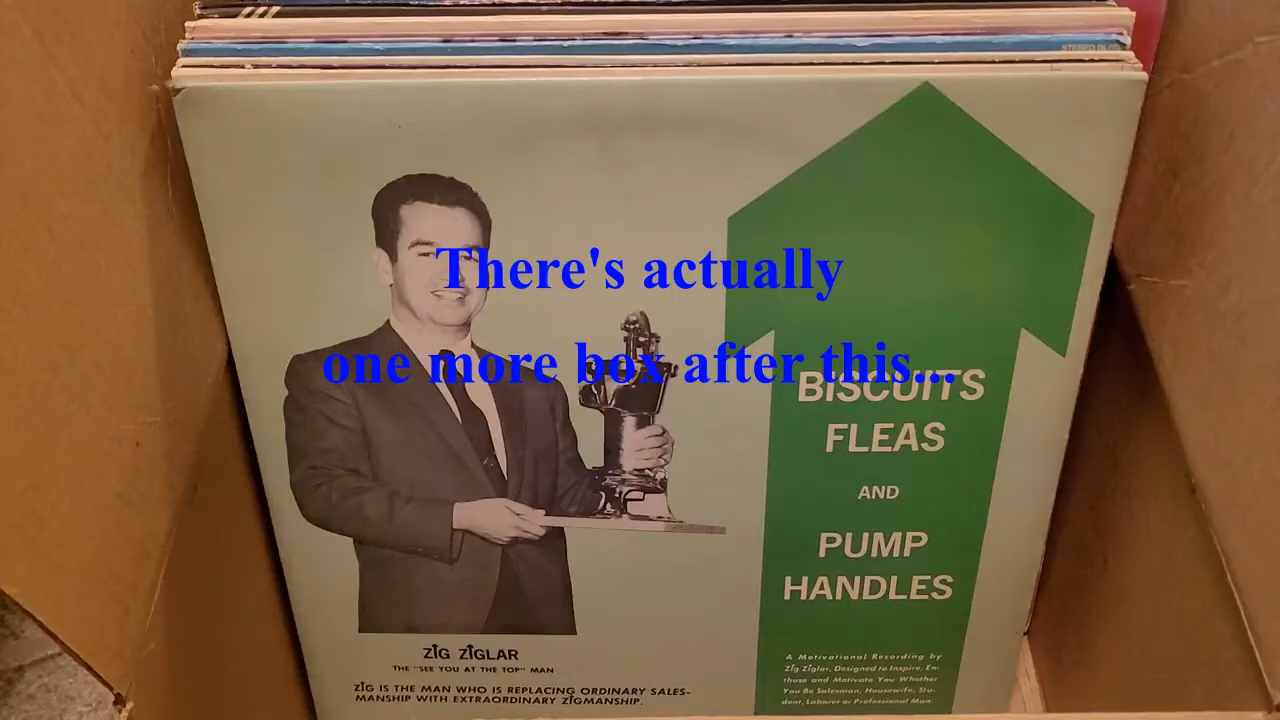 STEREO
There's actually
one more box after this...
BISCUITS
FLEAS
AND
PUMP
HANDLES
ZIG ZIGLAR
THE "SEE YOU AT THE TOP" MAN
ZIG IS THE MAN WHO IS REPLACING ORDINARY SALES-
MANSHIP WITH EXTRAORDINARY ZIGMANSHIP.
A Motivational Recording by
Zig Ziglar, Designed to Inspire, En-
thuse and Motivate You Whether
You Be Salesman, Housewife, Stu-
dent, Laborer or Professional Man.